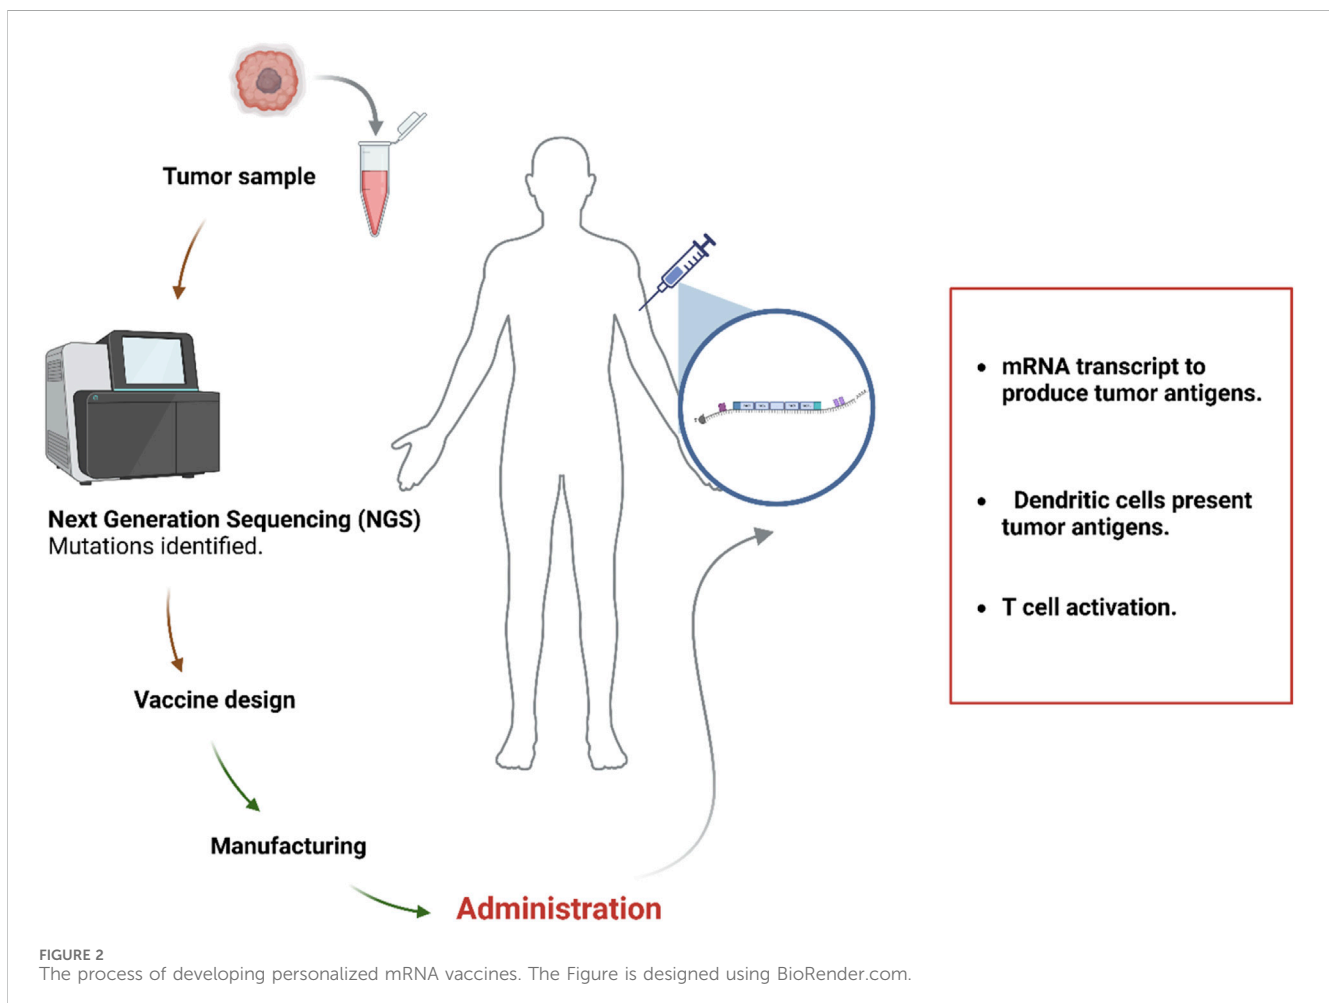 Tumor sample
Next Generation Sequencing (NGS)
Mutations identified.
Vaccine design
Manufacturing
Administration
• mRNA transcript to
produce tumor antigens.
• Dendritic cells present
tumor antigens.
• T cell activation.
FIGURE 2
The process of developing personalized mRNA vaccines. The Figure is designed using BioRender.com.